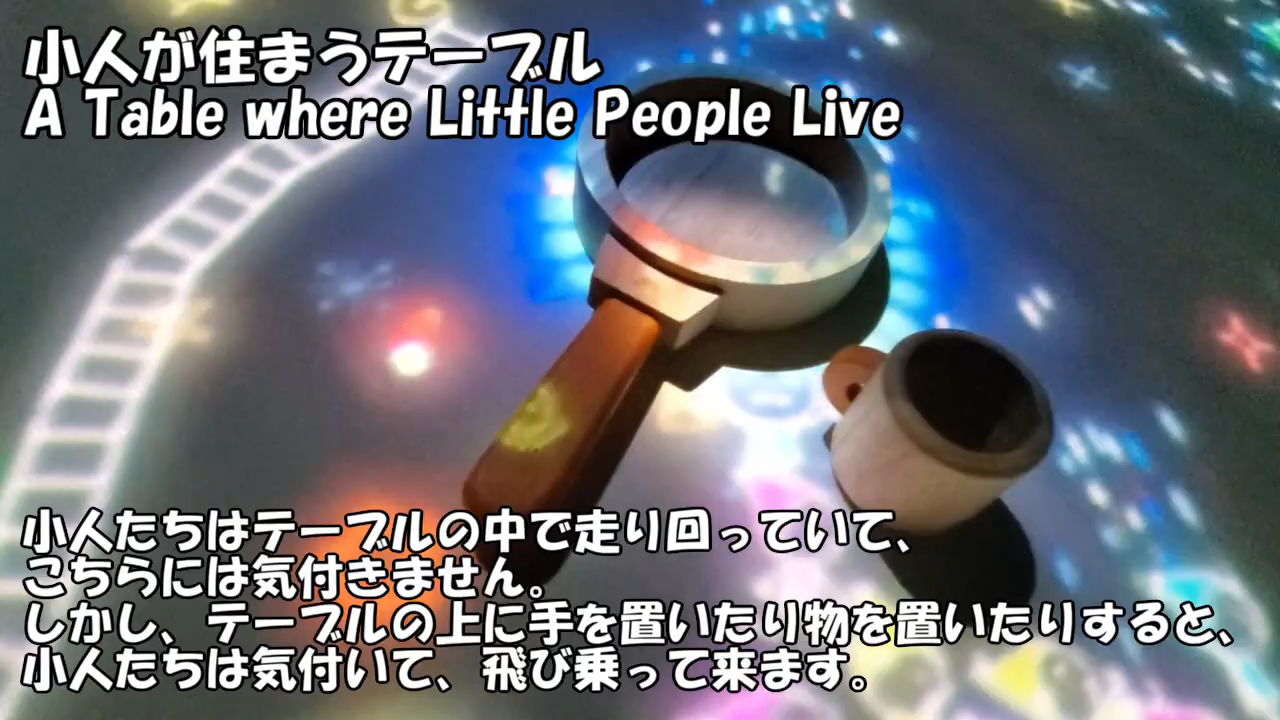 小人が住まうテーブル
A Table where Little People Live
小人たちはテーブルの中で走り回っていて、
こちらには気付きません。
しかし、テーブルの上に手を置いたり物を置いたりすると、
小人たちは気付いて、飛び乗って来ます。